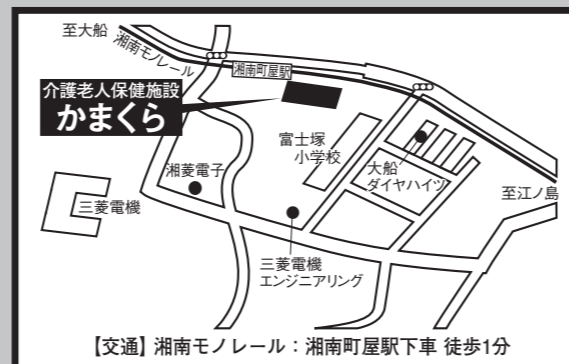 至大船
湘南モノレール
湘南町屋駅
介護老人保健施設
かまくら
富士塚
小学校
大船
ダイヤハイツ
湘菱電子
至江ノ島
三菱電機
三菱電機
エンジニアリング
【交通】湘南モノレール：湘南町屋駅下車 徒歩1分